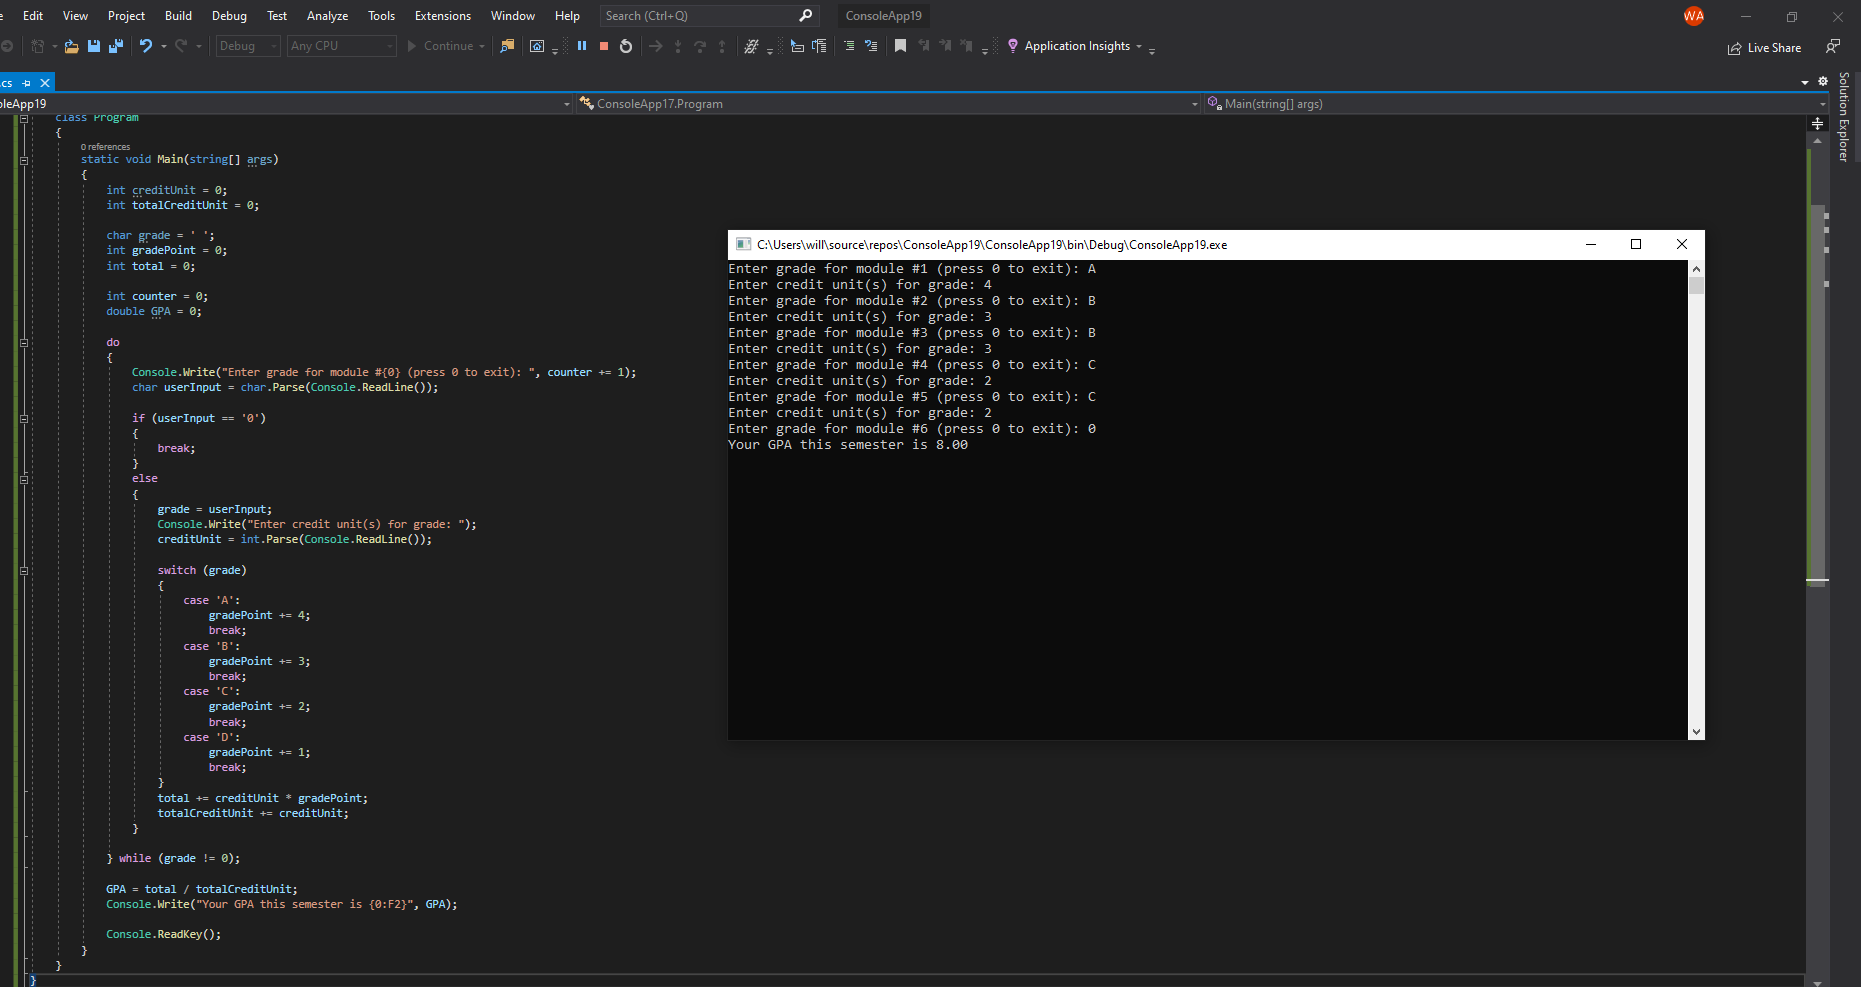 Edit View Project Build Debug Test Analyze Tools Extensions Window Help Search (Ctrl+Q) ConsoleApp19 WA
Debug Any CPU Continue Application Insights Live Share
.cs
oleApp19 ConsoleApp17.Program Main(string[] args)
Solution Explorer
class Program
{
0 references
static void Main(string[] args)
{
int creditUnit = 0;
int totalCreditUnit = 0;
char grade = ' ';
int gradePoint = 0;
int total = 0;
int counter = 0;
double GPA = 0;
do
{
Console.Write("Enter grade for module #{0} (press 0 to exit): ", counter += 1);
char userInput = char.Parse(Console.ReadLine());
if (userInput == '0')
{
break;
}
else
{
grade = userInput;
Console.Write("Enter credit unit(s) for grade: ");
creditUnit = int.Parse(Console.ReadLine());
switch (grade)
{
case 'A':
gradePoint += 4;
break;
case 'B':
gradePoint += 3;
break;
case 'C':
gradePoint += 2;
break;
case 'D':
gradePoint += 1;
break;
}
total += creditUnit * gradePoint;
totalCreditUnit += creditUnit;
}
} while (grade != 0);
GPA = total / totalCreditUnit;
Console.Write("Your GPA this semester is {0:F2}", GPA);
Console.ReadKey();
}
}
}
C:\Users\will\source\repos\ConsoleApp19\ConsoleApp19\bin\Debug\ConsoleApp19.exe
Enter grade for module #1 (press 0 to exit): A
Enter credit unit(s) for grade: 4
Enter grade for module #2 (press 0 to exit): B
Enter credit unit(s) for grade: 3
Enter grade for module #3 (press 0 to exit): B
Enter credit unit(s) for grade: 3
Enter grade for module #4 (press 0 to exit): C
Enter credit unit(s) for grade: 2
Enter grade for module #5 (press 0 to exit): C
Enter credit unit(s) for grade: 2
Enter grade for module #6 (press 0 to exit): 0
Your GPA this semester is 8.00